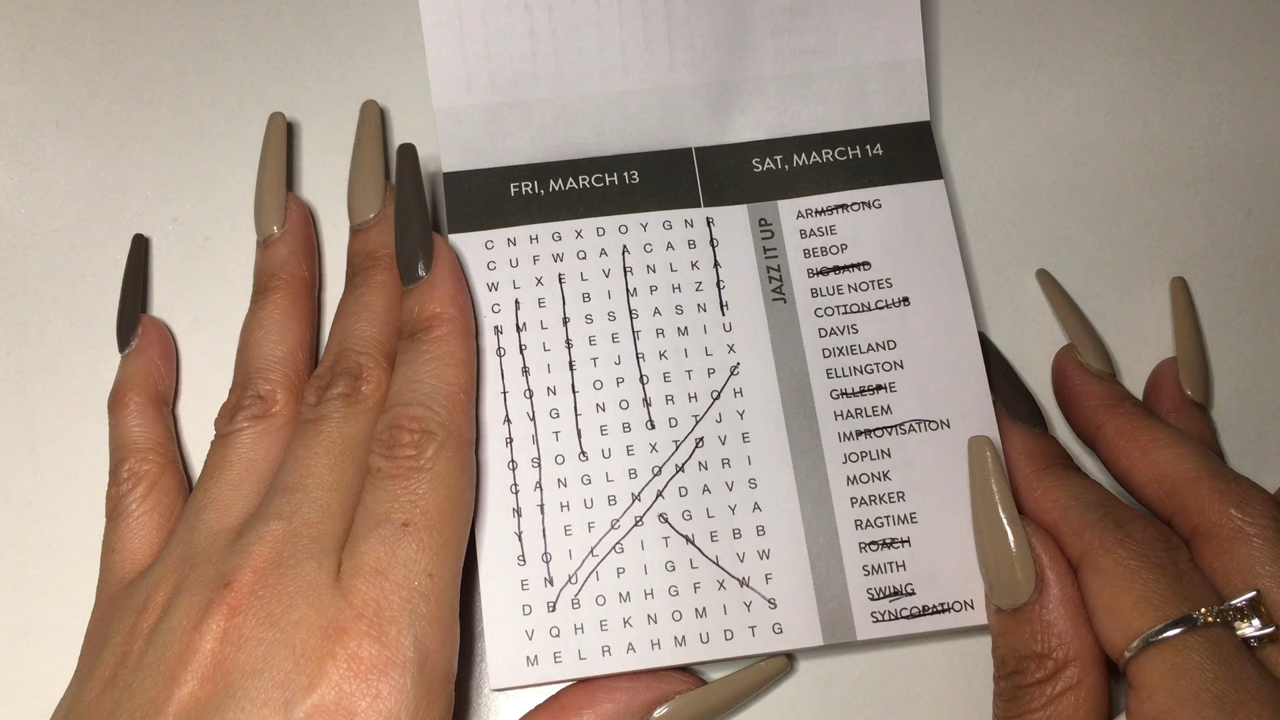 FRI, MARCH 13
SAT, MARCH 14
C N H G X D O Y G N R
C U F W Q A A C A B O
W L X E L V R N L K A
C I E I B I M P H Z C
N M L P S S S A S N H
O P L S E E T R M I U
I R I E T J R K I L X
T O N L O P O E T P C
A V G L N O N R H O H
P I T I E B G D T J Y
O S O G U E X T D V E
C A N G L B O N N R I
N T H U B N A D A V S
Y I E F C B G G L Y A
S O I L G I T N E B B
E N U I P I G L I V W
D B B O M H G F X W F
V Q H E K N O M I Y S
M E L R A H M U D T G
JAZZ IT UP
ARMSTRONG
BASIE
BEBOP
BIG BAND
BLUE NOTES
COTTON CLUB
DAVIS
DIXIELAND
ELLINGTON
GILLESPIE
HARLEM
IMPROVISATION
JOPLIN
MONK
PARKER
RAGTIME
ROACH
SMITH
SWING
SYNCOPATION